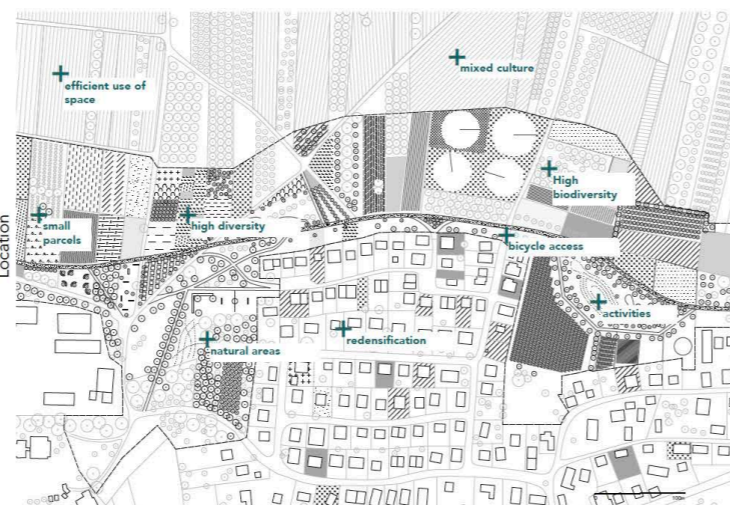 mixed culture
efficient use of
space
High
biodiversity
small
parcels
high diversity
bicycle access
Location
activities
redensification
natural areas
100m